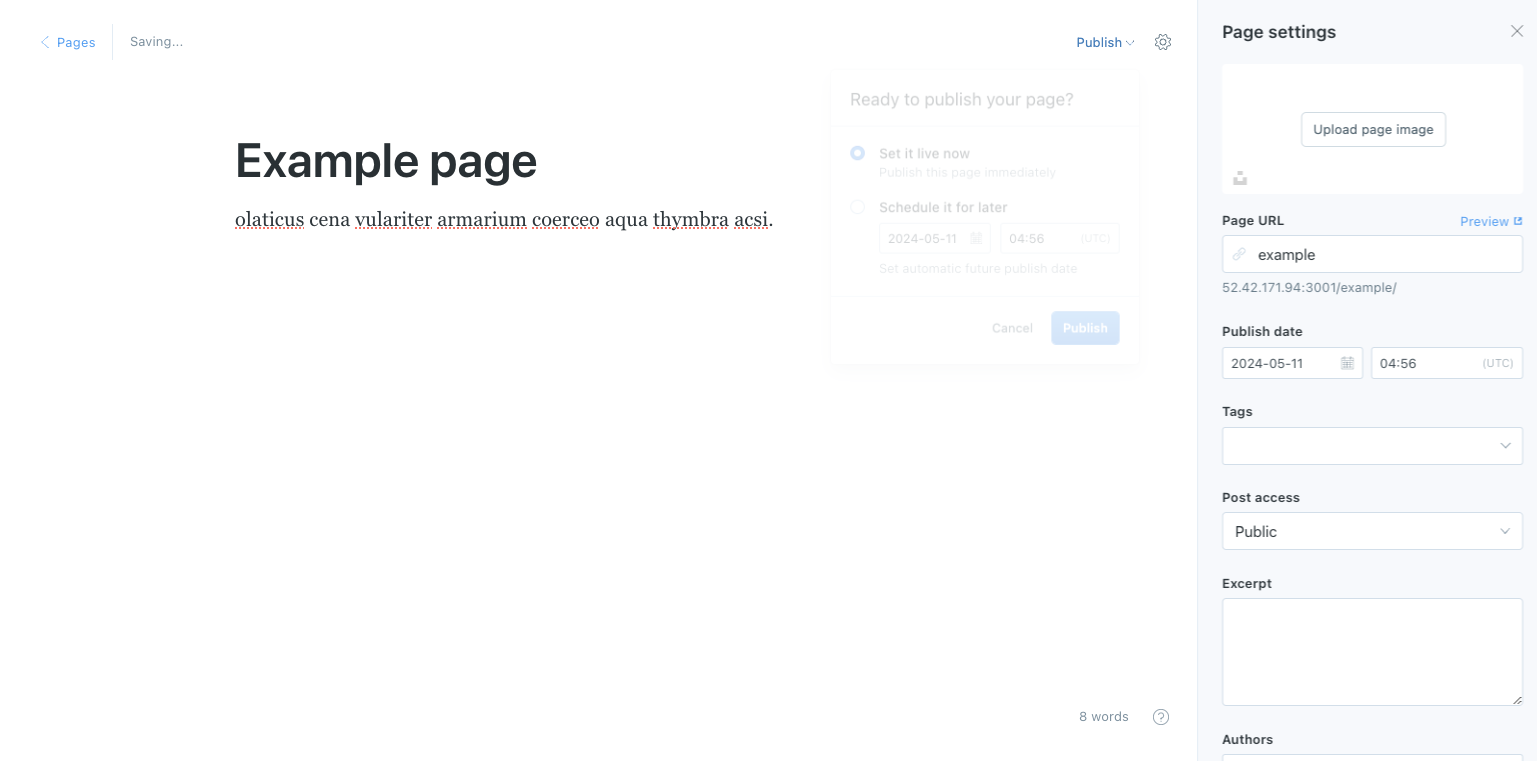 Pages
Saving...
Publish
Example page
olaticus cena vulariter armarium coerceo aqua thymbra acsi.
Ready to publish your page?
Set it live now
Publish this page immediately
Schedule it for later
2024-05-11 04:56 (UTC)
Set automatic future publish date
Cancel Publish
8 words
Page settings
Upload page image
Page URL Preview
example
52.42.171.94:3001/example/
Publish date
2024-05-11 04:56 (UTC)
Tags
Post access
Public
Excerpt
Authors